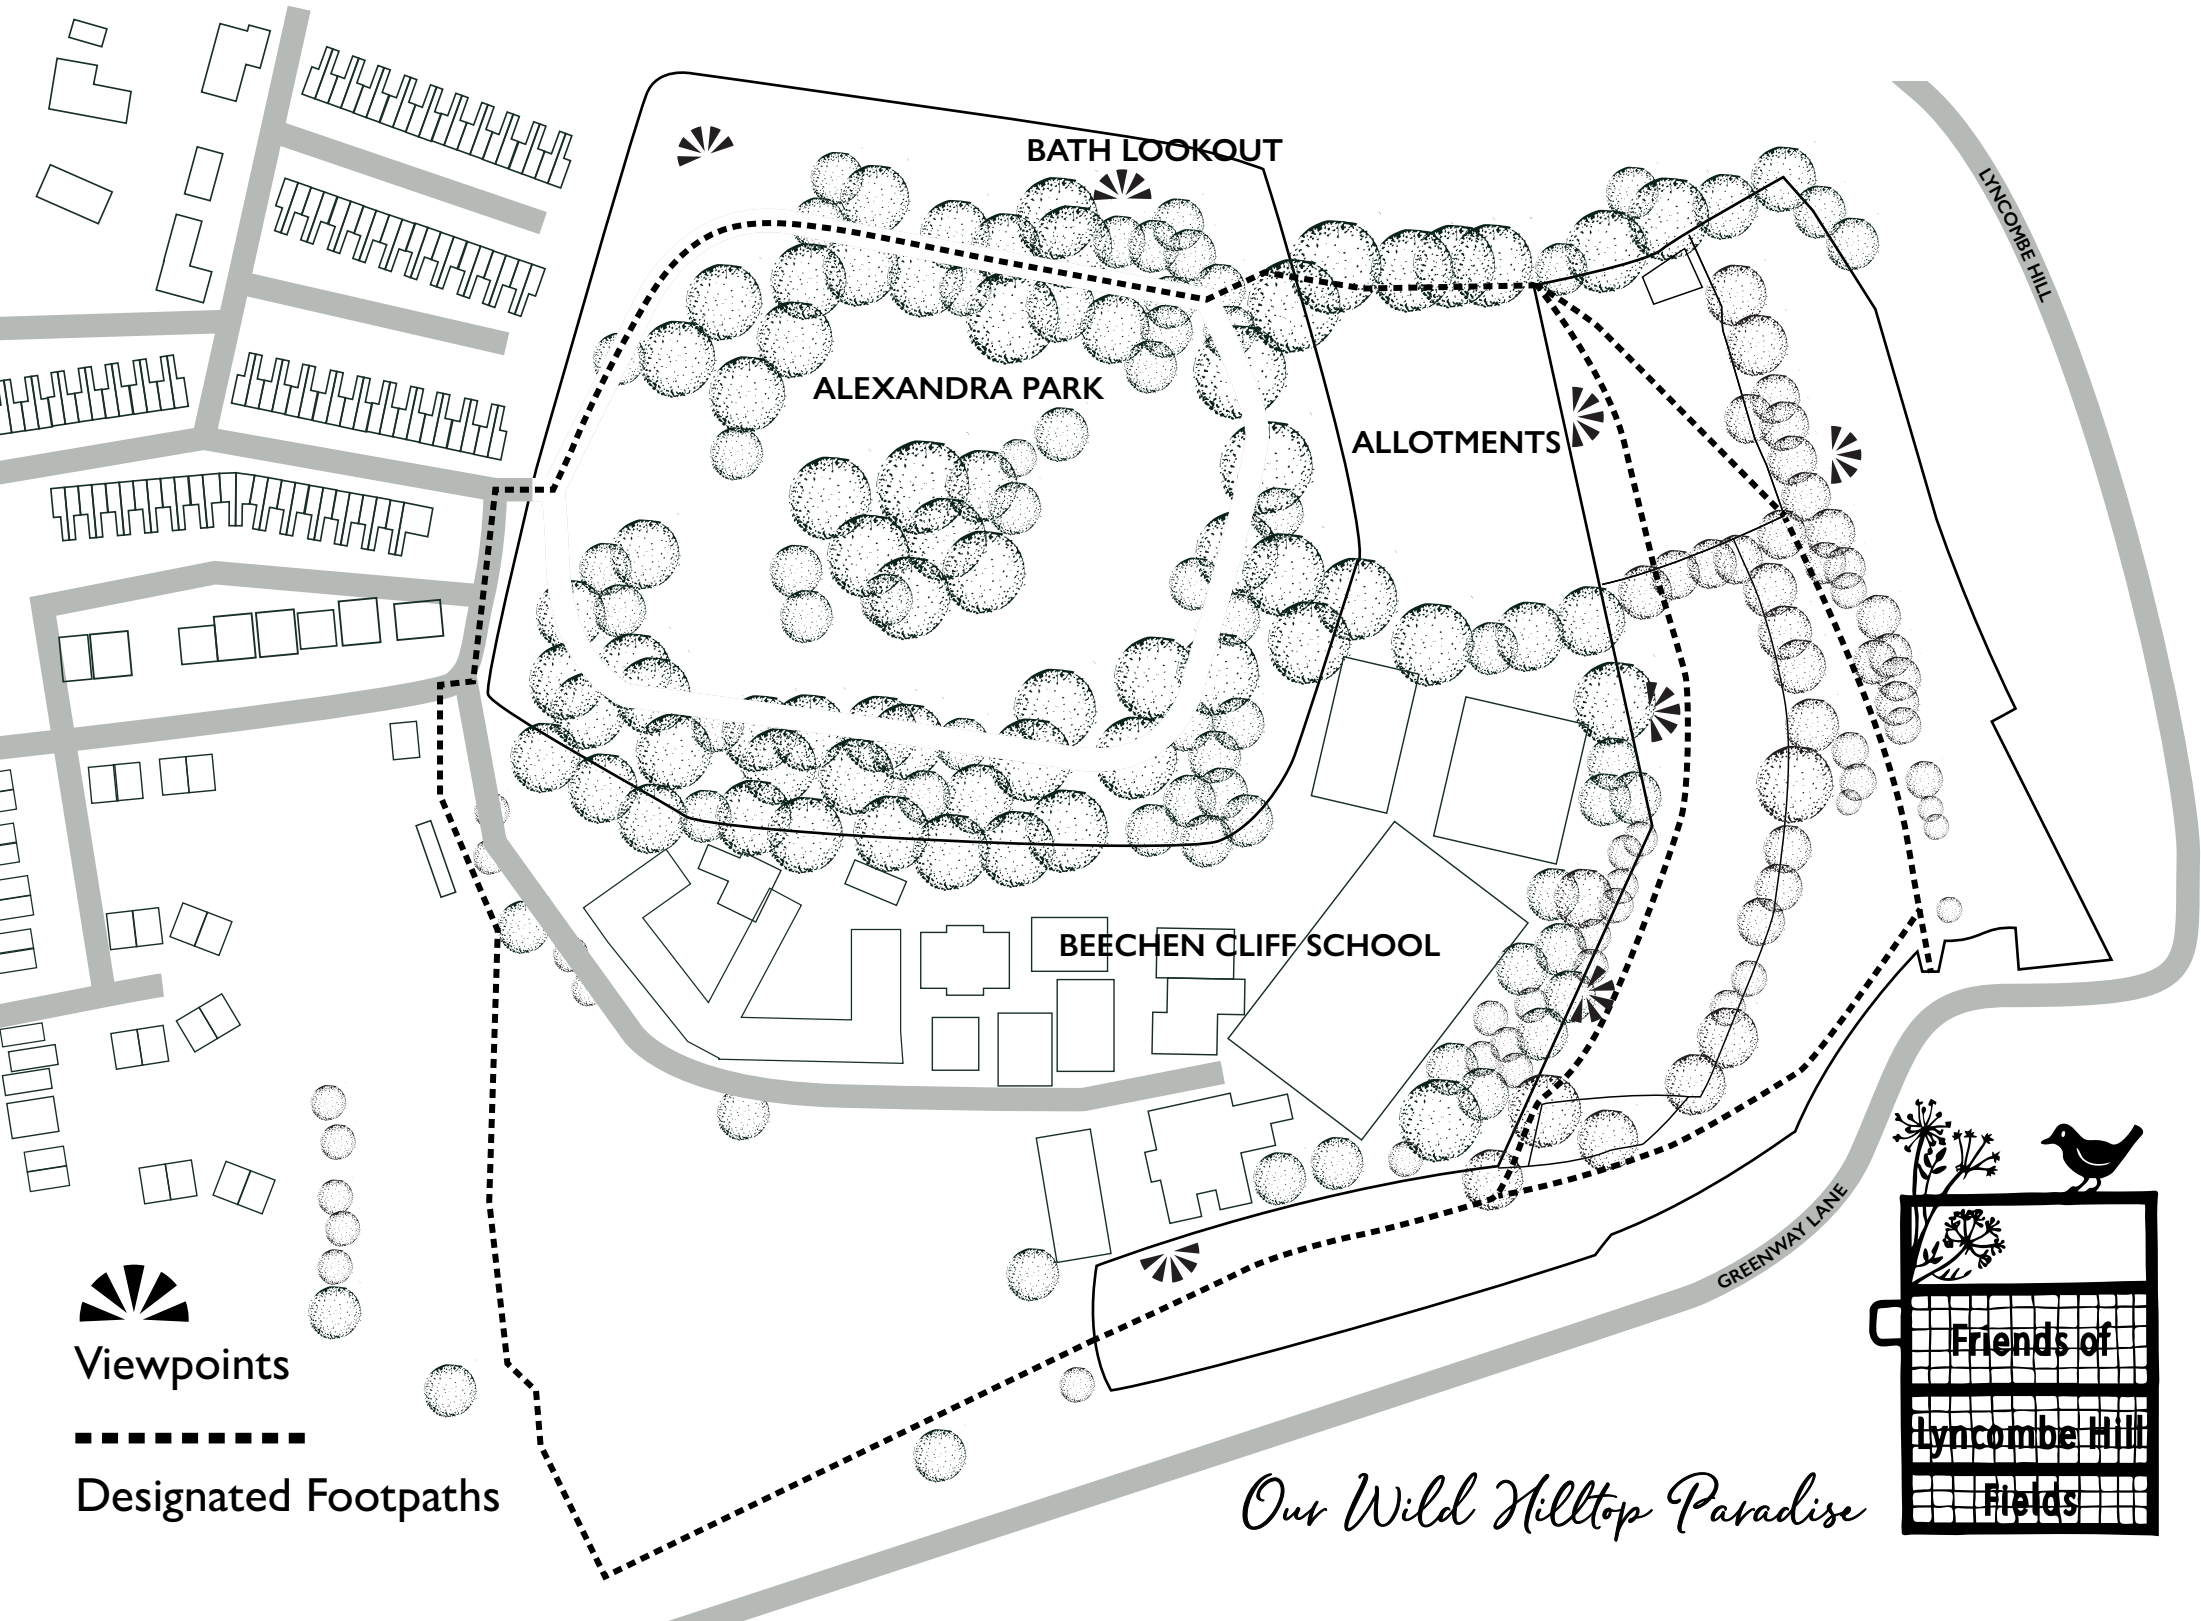 BATH LOOKOUT
LYNCOMBE HILL
ALEXANDRA PARK
ALLOTMENTS
BEECHEN CLIFF SCHOOL
GREENWAY LANE
Viewpoints
Designated Footpaths
Friends of
Lyncombe Hill
Fields
Our Wild Hilltop Paradise